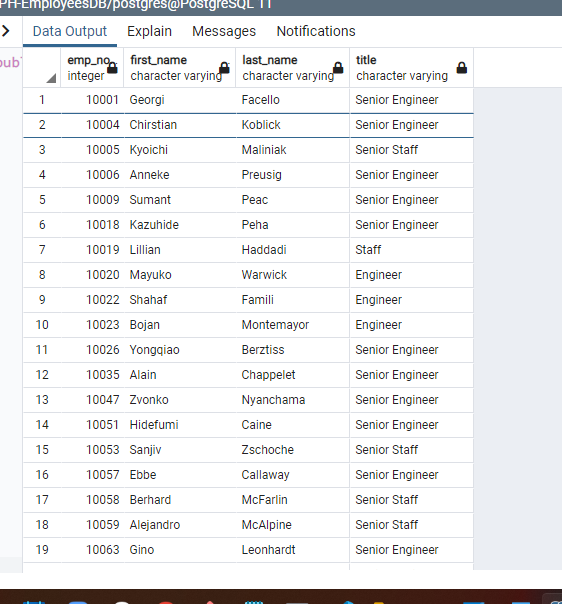 PH-EmployeesDB/postgres@PostgreSQL 11
Data Output Explain Messages Notifications
emp_no first_name last_name title
integer character varying character varying character varying
1 10001 Georgi Facello Senior Engineer
2 10004 Chirstian Koblick Senior Engineer
3 10005 Kyoichi Maliniak Senior Staff
4 10006 Anneke Preusig Senior Engineer
5 10009 Sumant Peac Senior Engineer
6 10018 Kazuhide Peha Senior Engineer
7 10019 Lillian Haddadi Staff
8 10020 Mayuko Warwick Engineer
9 10022 Shahaf Famili Engineer
10 10023 Bojan Montemayor Engineer
11 10026 Yongqiao Berztiss Senior Engineer
12 10035 Alain Chappelet Senior Engineer
13 10047 Zvonko Nyanchama Senior Engineer
14 10051 Hidefumi Caine Senior Engineer
15 10053 Sanjiv Zschoche Senior Staff
16 10057 Ebbe Callaway Senior Engineer
17 10058 Berhard McFarlin Senior Staff
18 10059 Alejandro McAlpine Senior Staff
19 10063 Gino Leonhardt Senior Engineer